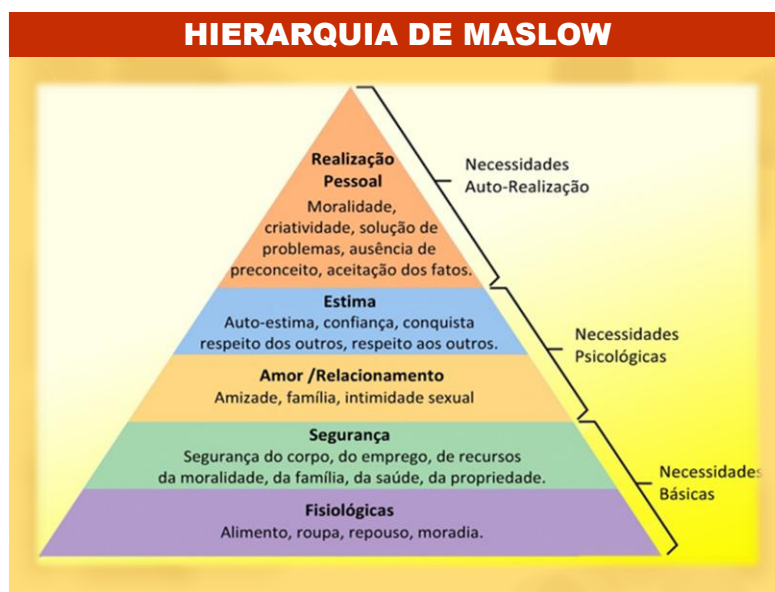 HIERARQUIA DE MASLOW
Realização
Pessoal
Moralidade,
criatividade, solução de
problemas, ausência de
preconceito, aceitação dos fatos.
Necessidades
Auto-Realização
Estima
Auto-estima, confiança, conquista
respeito dos outros, respeito aos outros.
Necessidades
Psicológicas
Amor /Relacionamento
Amizade, família, intimidade sexual
Segurança
Segurança do corpo, do emprego, de recursos
da moralidade, da família, da saúde, da propriedade.
Necessidades
Básicas
Fisiológicas
Alimento, roupa, repouso, moradia.